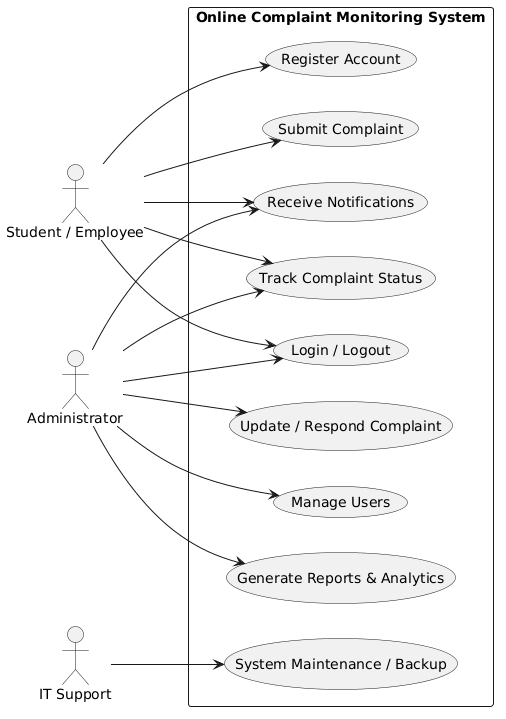 Online Complaint Monitoring System
Register Account
Submit Complaint
Receive Notifications
Student / Employee
Track Complaint Status
Login / Logout
Administrator
Update / Respond Complaint
Manage Users
Generate Reports & Analytics
System Maintenance / Backup
IT Support